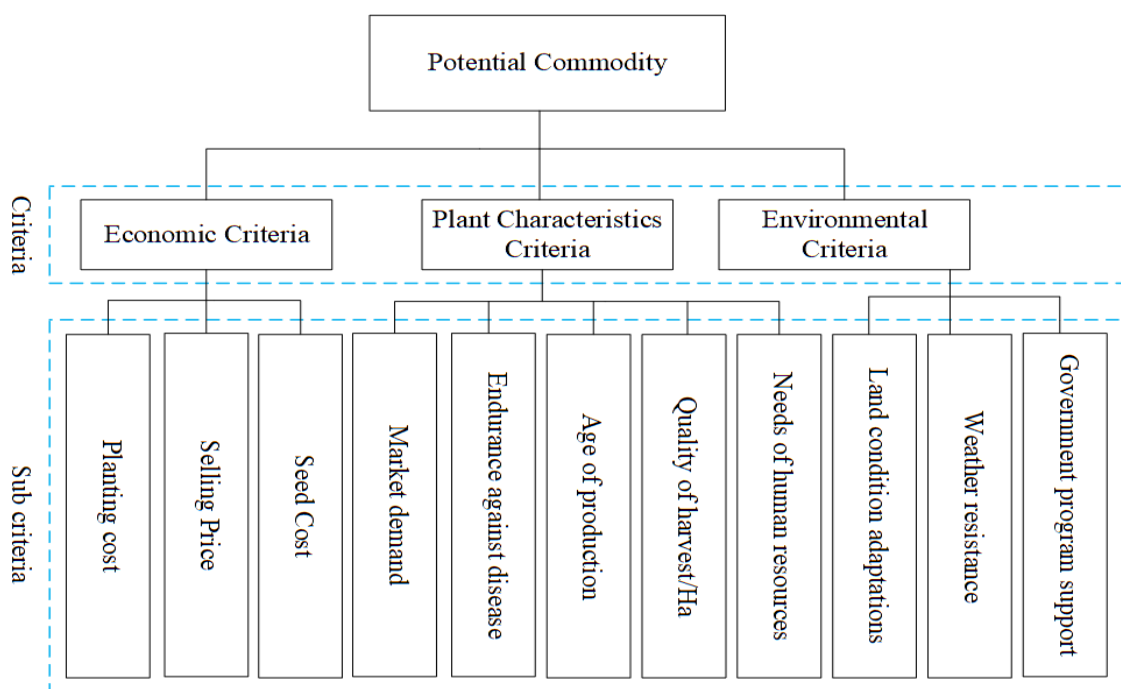 Potential Commodity
Criteria
Economic Criteria
Plant Characteristics
Criteria
Environmental
Criteria
Sub criteria
Planting cost
Selling Price
Seed Cost
Market demand
Endurance against disease
Age of production
Quality of harvest/Ha
Needs of human resources
Land condition adaptations
Weather resistance
Government program support